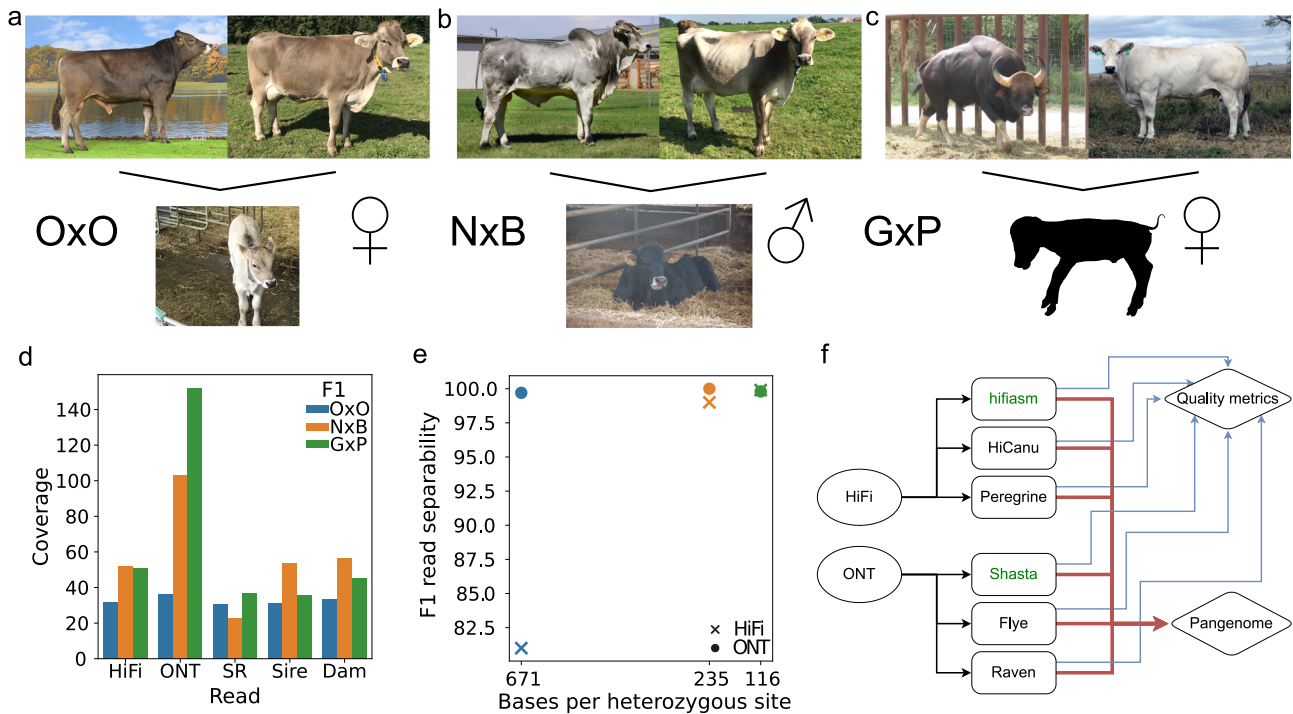 a
b
c
OxO
♀
NxB
♂
GxP
♀
d
Coverage
140
120
100
80
60
40
20
0
F1
OxO
NxB
GxP
HiFi ONT SR Sire Dam
Read
e
F1 read separability
100.0
97.5
95.0
92.5
90.0
87.5
85.0
82.5
HiFi
ONT
671 235 116
Bases per heterozygous site
f
hifiasm
Quality metrics
HiCanu
HiFi
Peregrine
ONT
Shasta
Flye
Pangenome
Raven